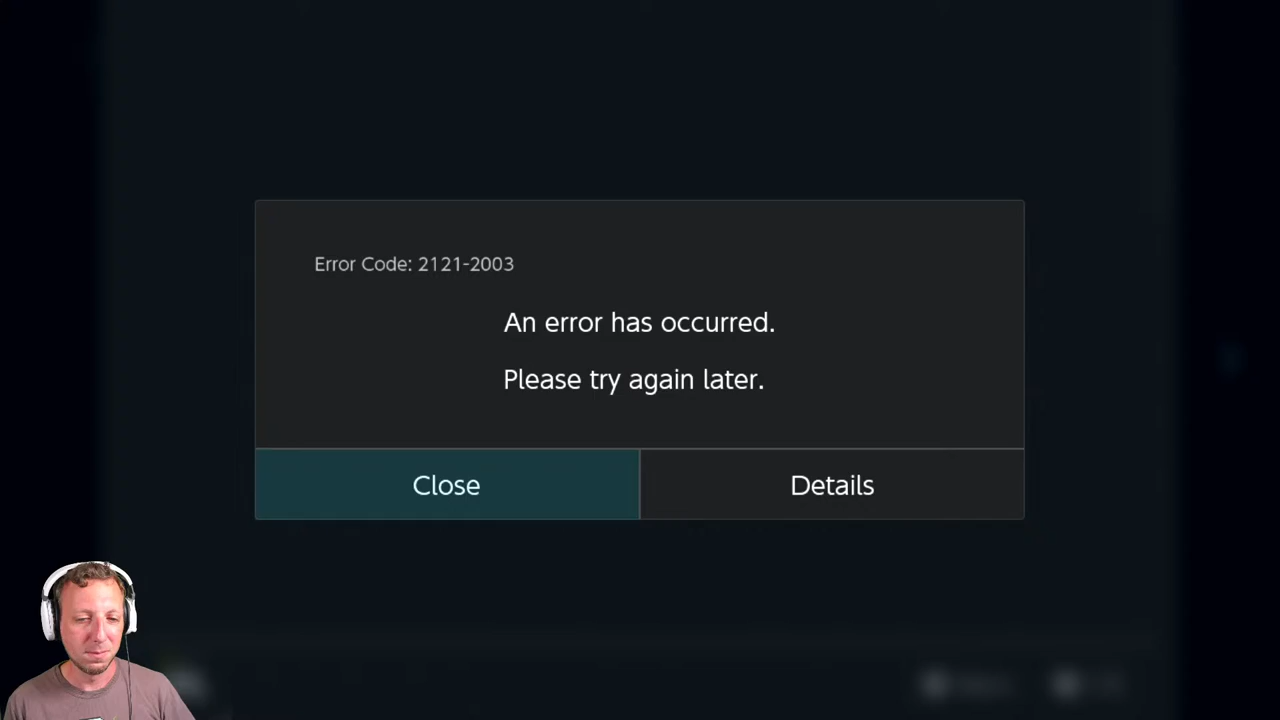 Error Code: 2121-2003
An error has occurred.
Please try again later.
Close
Details